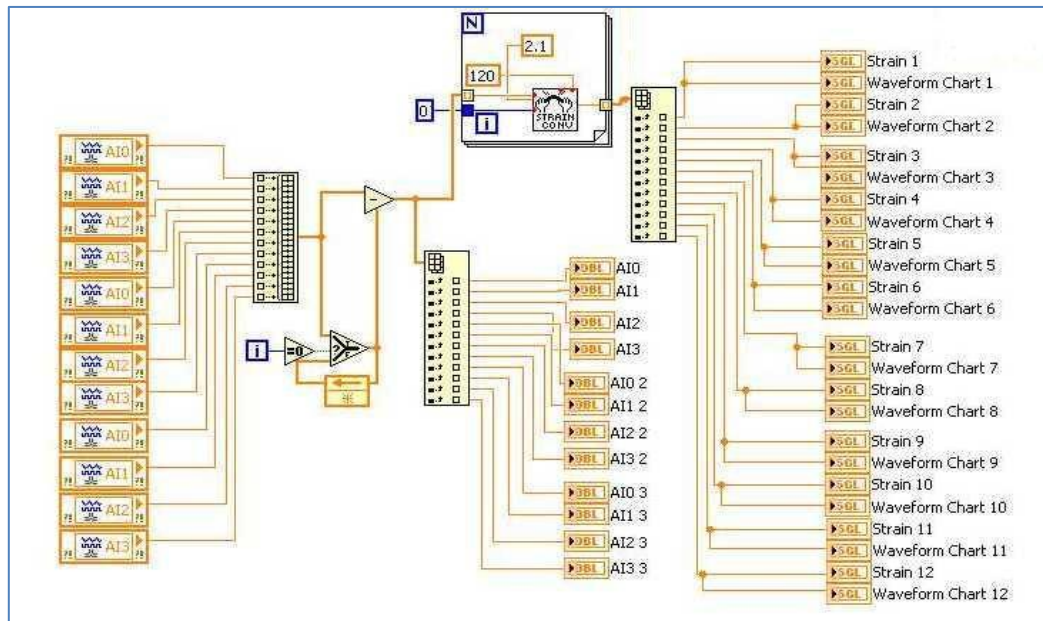 N
2.1
120
0
i
STRAIN
CONV
AI0
AI1
AI2
AI3
AI0
AI1
AI2
AI3
AI0
AI1
AI2
AI3
i
=0
?
T
F
-
DBL AI0
DBL AI1
DBL AI2
DBL AI3
DBL AI0 2
DBL AI1 2
DBL AI2 2
DBL AI3 2
DBL AI0 3
DBL AI1 3
DBL AI2 3
DBL AI3 3
SGL Strain 1
SGL Waveform Chart 1
SGL Strain 2
SGL Waveform Chart 2
SGL Strain 3
SGL Waveform Chart 3
SGL Strain 4
SGL Waveform Chart 4
SGL Strain 5
SGL Waveform Chart 5
SGL Strain 6
SGL Waveform Chart 6
SGL Strain 7
SGL Waveform Chart 7
SGL Strain 8
SGL Waveform Chart 8
SGL Strain 9
SGL Waveform Chart 9
SGL Strain 10
SGL Waveform Chart 10
SGL Strain 11
SGL Waveform Chart 11
SGL Strain 12
SGL Waveform Chart 12